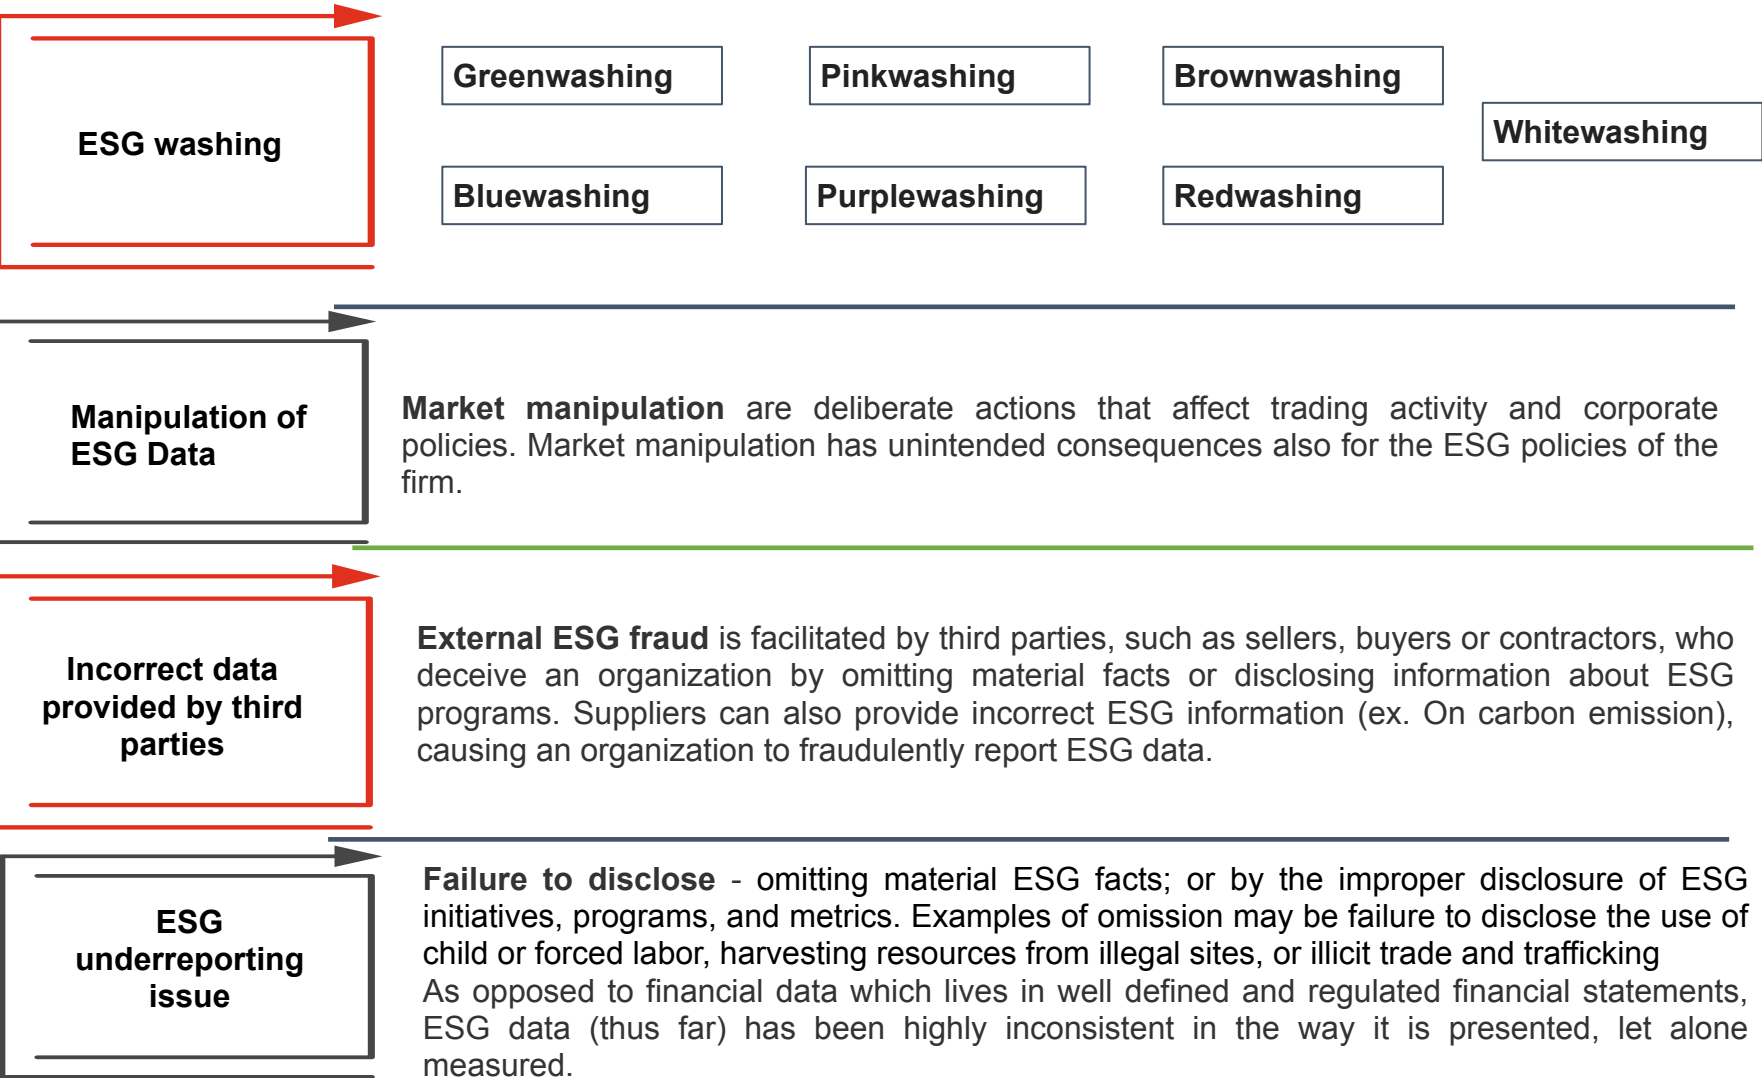 ESG washing
Greenwashing
Pinkwashing
Brownwashing
Whitewashing
Bluewashing
Purplewashing
Redwashing
Manipulation of
ESG Data
Market manipulation are deliberate actions that affect trading activity and corporate
policies. Market manipulation has unintended consequences also for the ESG policies of the
firm.
Incorrect data
provided by third
parties
External ESG fraud is facilitated by third parties, such as sellers, buyers or contractors, who
deceive an organization by omitting material facts or disclosing information about ESG
programs. Suppliers can also provide incorrect ESG information (ex. On carbon emission),
causing an organization to fraudulently report ESG data.
ESG
underreporting
issue
Failure to disclose - omitting material ESG facts; or by the improper disclosure of ESG
initiatives, programs, and metrics. Examples of omission may be failure to disclose the use of
child or forced labor, harvesting resources from illegal sites, or illicit trade and trafficking
As opposed to financial data which lives in well defined and regulated financial statements,
ESG data (thus far) has been highly inconsistent in the way it is presented, let alone
measured.